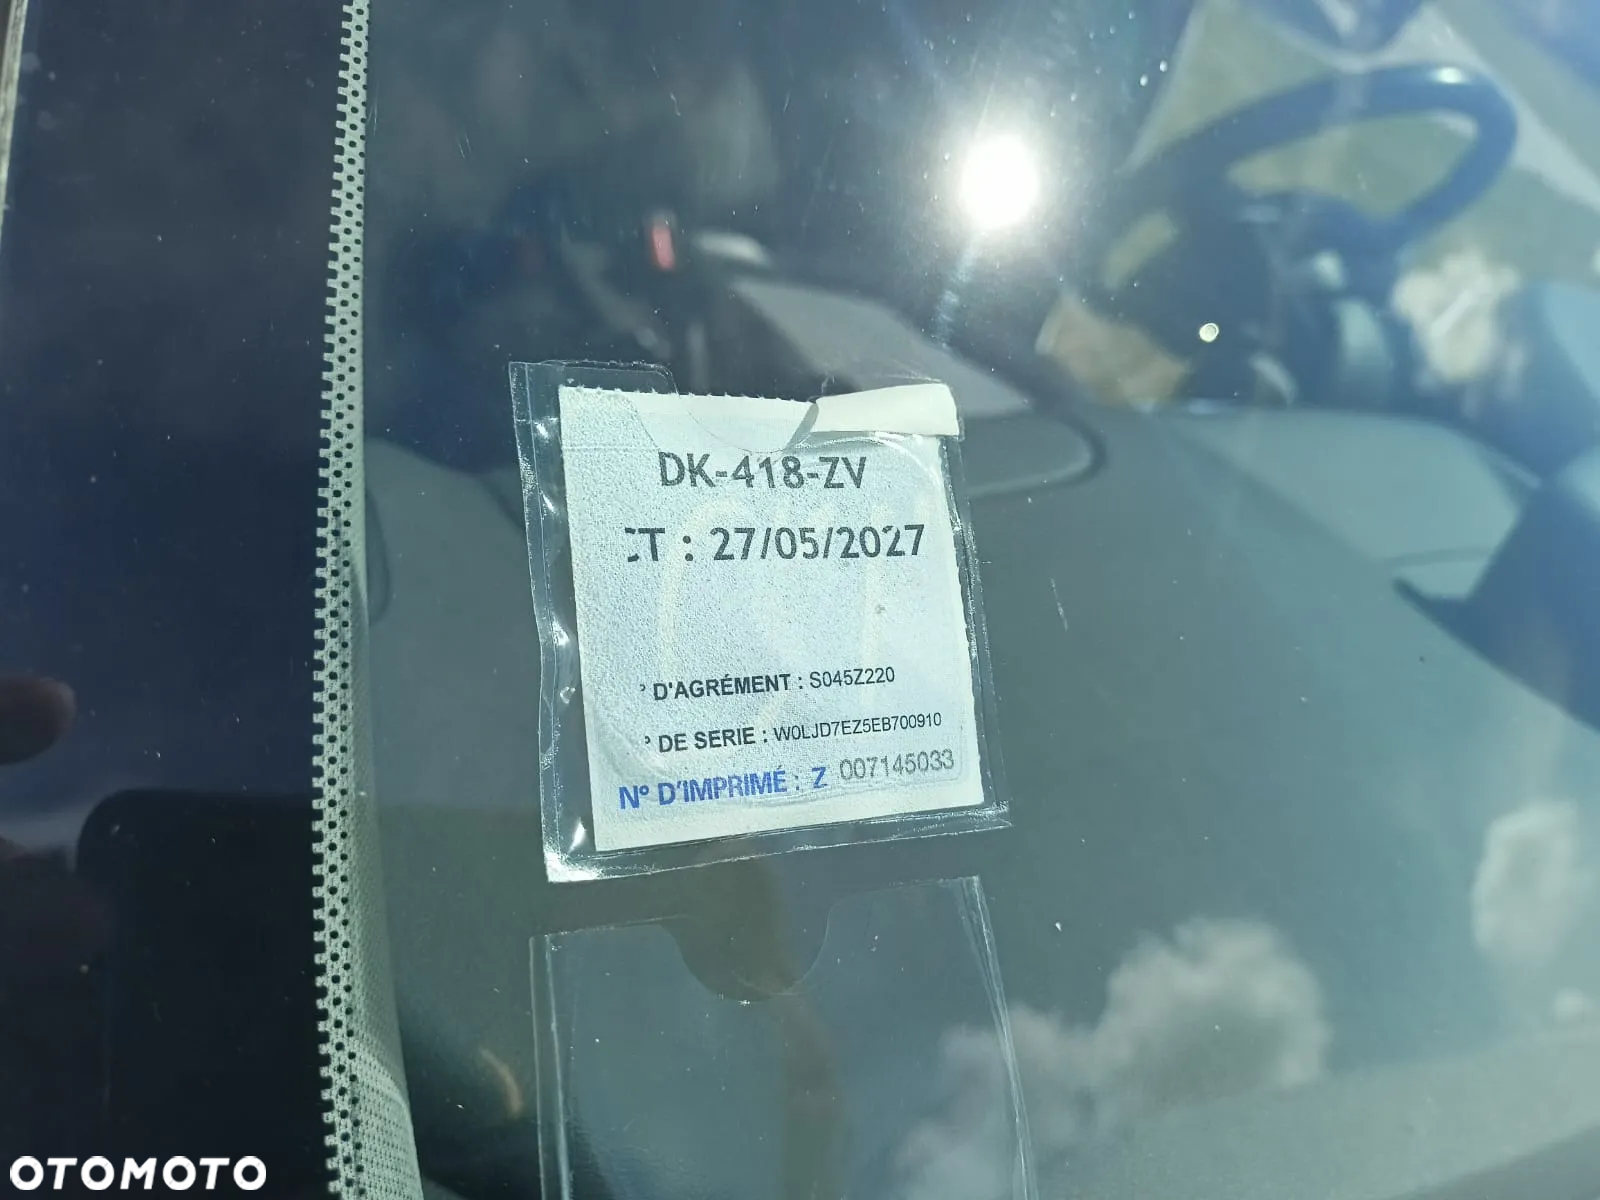 DK-418-ZV
CT : 27/05/2027
° D'AGRÉMENT : S045Z220
° DE SERIE : W0LJD7EZ5EB700910
N° D'IMPRIMÉ : Z 007145033
OTOMOTO